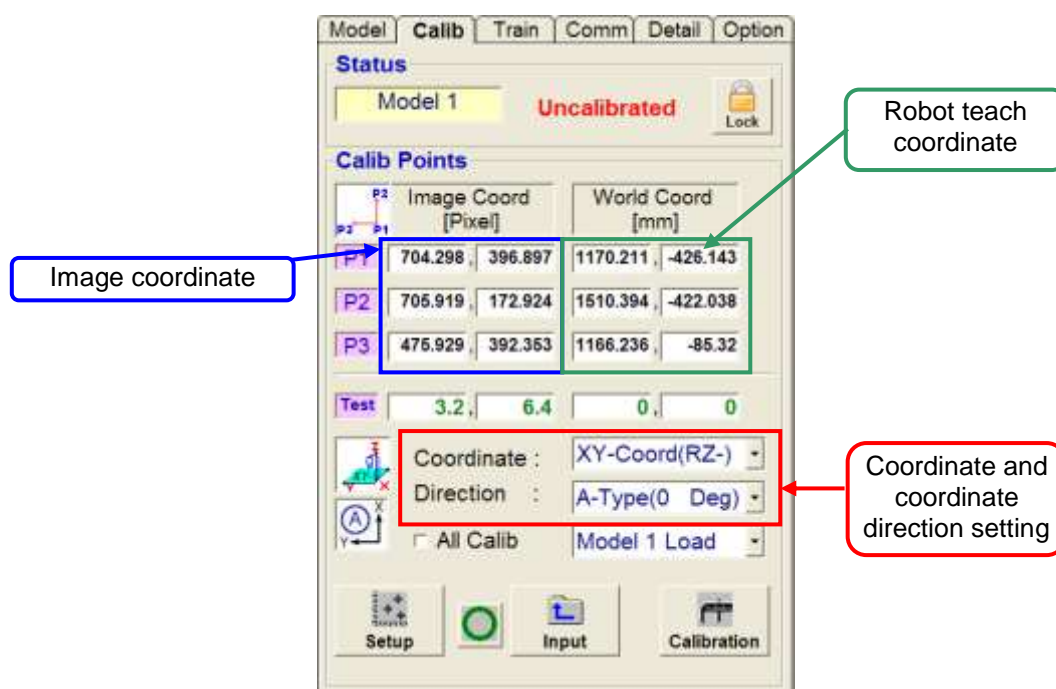 Model Calib Train Comm Detail Option
Status
Model 1 Uncalibrated Lock
Robot teach
coordinate
Calib Points
P2
P3 P1
Image Coord
[Pixel]
World Coord
[mm]
Image coordinate
P1 704.298 , 396.897 1170.211 , -426.143
P2 705.919 , 172.924 1510.394 , -422.038
P3 475.929 , 392.353 1166.236 , -85.32
Test 3.2 , 6.4 0 , 0
Z
XY
Y X
Coordinate : XY-Coord(RZ-)
Direction : A-Type(0 Deg)
Coordinate and
coordinate
direction setting
A X
Y
All Calib Model 1 Load
Setup Input Calibration